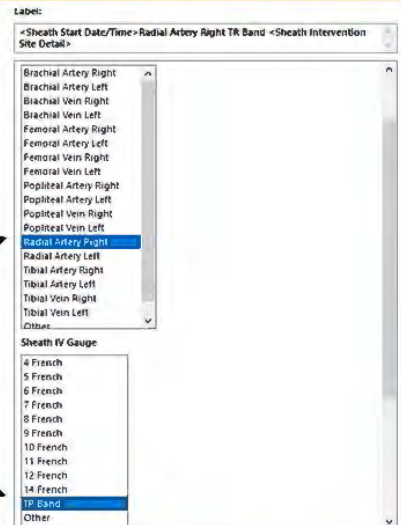 Label:
<Sheath Start Date/Time>Radial Artery Right TR Band <Sheath Intervention
Site Detail>
Brachial Artery Right
Brachial Artery Left
Brachial Vein Right
Brachial Vein Left
Femoral Artery Right
Femoral Artery Left
Femoral Vein Right
Femoral Vein Left
Popliteal Artery Right
Popliteal Artery Left
Popliteal Vein Right
Popliteal Vein Left
Radial Artery Right
Radial Artery Left
Tibial Artery Right
Tibial Artery Left
Tibial Vein Right
Tibial Vein Left
Other
Sheath IV Gauge
4 French
5 French
6 French
7 French
8 French
9 French
10 French
11 French
12 French
14 French
TR Band
Other